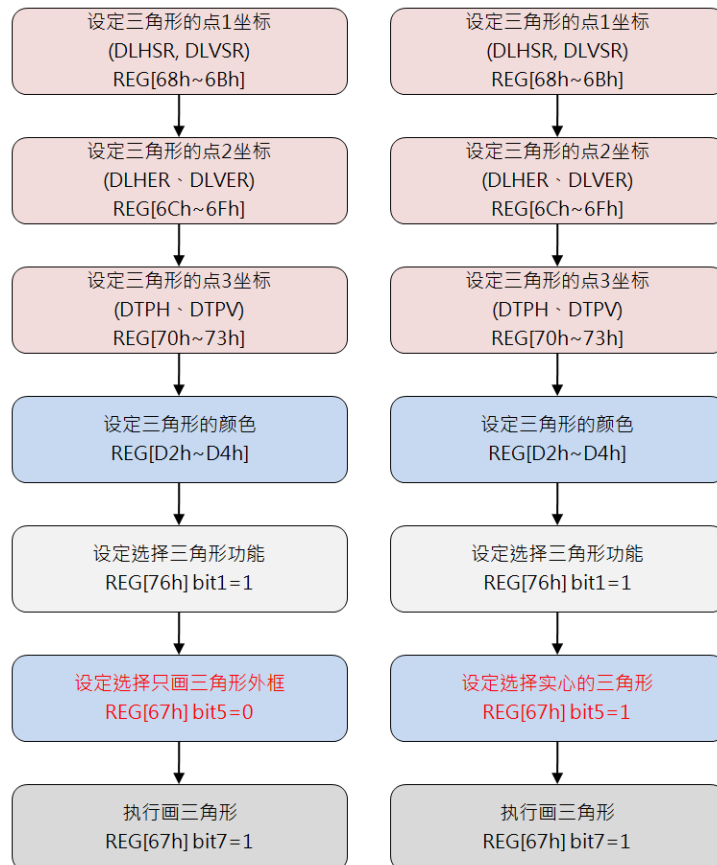 设定三角形的点1坐标
(DLHSR, DLVSR)
REG[68h~6Bh]
设定三角形的点2坐标
(DLHER、DLVER)
REG[6Ch~6Fh]
设定三角形的点3坐标
(DTPH、DTPV)
REG[70h~73h]
设定三角形的颜色
REG[D2h~D4h]
设定选择三角形功能
REG[76h] bit1=1
设定选择只画三角形外框
REG[67h] bit5=0
执行画三角形
REG[67h] bit7=1
设定三角形的点1坐标
(DLHSR, DLVSR)
REG[68h~6Bh]
设定三角形的点2坐标
(DLHER、DLVER)
REG[6Ch~6Fh]
设定三角形的点3坐标
(DTPH、DTPV)
REG[70h~73h]
设定三角形的颜色
REG[D2h~D4h]
设定选择三角形功能
REG[76h] bit1=1
设定选择实心的三角形
REG[67h] bit5=1
执行画三角形
REG[67h] bit7=1